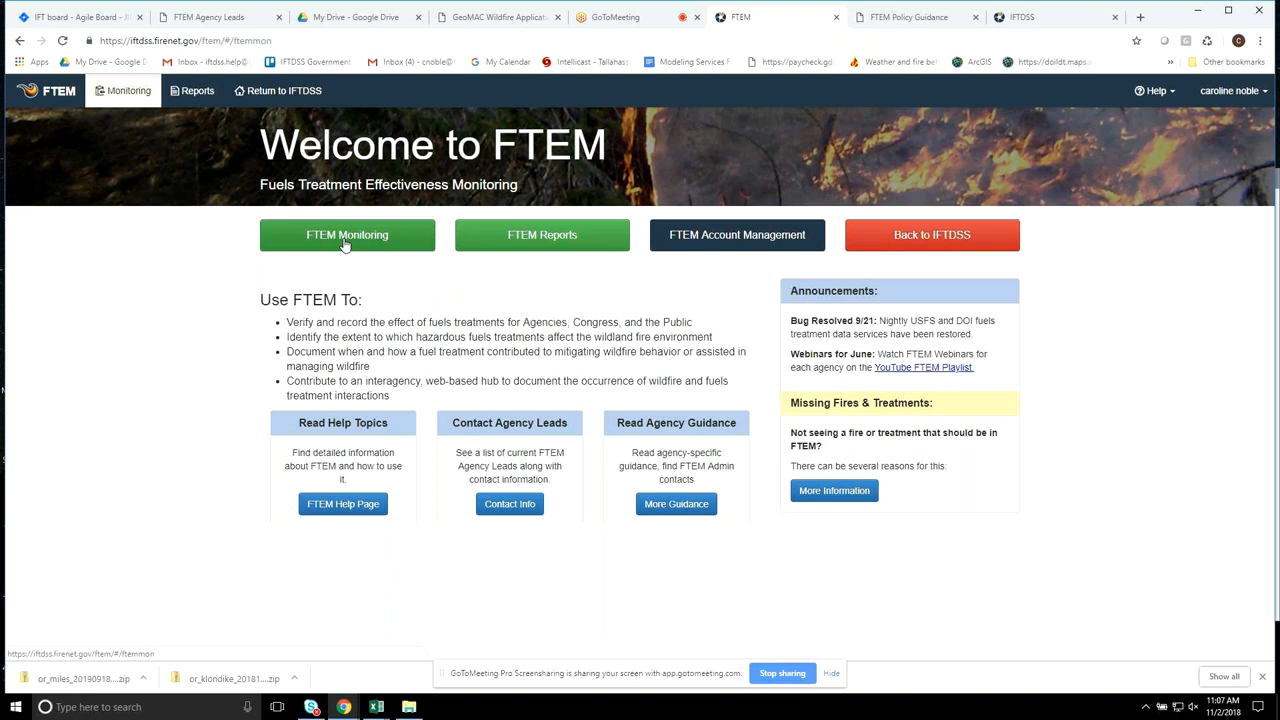 IFT board - Agile Board - J
FTEM Agency Leads
My Drive - Google Drive
GeoMAC Wildfire Applicat
GoToMeeting
FTEM
FTEM Policy Guidance
IFTDSS
https://iftdss.firenet.gov/ftem/#/ftemmon
Apps
My Drive - Google D
Inbox - iftdss.help@
IFTDSS Government
Inbox (4) - cnoble@
My Calendar
Intellicast - Tallahass
Modeling Services F
https://paycheck.gd
Weather and fire be
ArcGIS
https://doildt.maps.
»
Other bookmarks
FTEM
Monitoring
Reports
Return to IFTDSS
Help
caroline noble
Welcome to FTEM
Fuels Treatment Effectiveness Monitoring
FTEM Monitoring
FTEM Reports
FTEM Account Management
Back to IFTDSS
Use FTEM To:
• Verify and record the effect of fuels treatments for Agencies, Congress, and the Public
• Identify the extent to which hazardous fuels treatments affect the wildland fire environment
• Document when and how a fuel treatment contributed to mitigating wildfire behavior or assisted in
managing wildfire
• Contribute to an interagency, web-based hub to document the occurrence of wildfire and fuels
treatment interactions
Read Help Topics
Find detailed information
about FTEM and how to use
it.
FTEM Help Page
Contact Agency Leads
See a list of current FTEM
Agency Leads along with
contact information.
Contact Info
Read Agency Guidance
Read agency-specific
guidance, find FTEM Admin
contacts
More Guidance
Announcements:
Bug Resolved 9/21: Nightly USFS and DOI fuels
treatment data services have been restored.
Webinars for June: Watch FTEM Webinars for
each agency on the YouTube FTEM Playlist.
Missing Fires & Treatments:
Not seeing a fire or treatment that should be in
FTEM?
There can be several reasons for this:
More Information
https://iftdss.firenet.gov/ftem/#/ftemmon
or_miles_20190918....zip
or_klondike_20181....zip
GoToMeeting Pro Screensharing is sharing your screen with app.gotomeeting.com.
Stop sharing
Hide
Show all
Type here to search
11:07 AM
11/2/2018